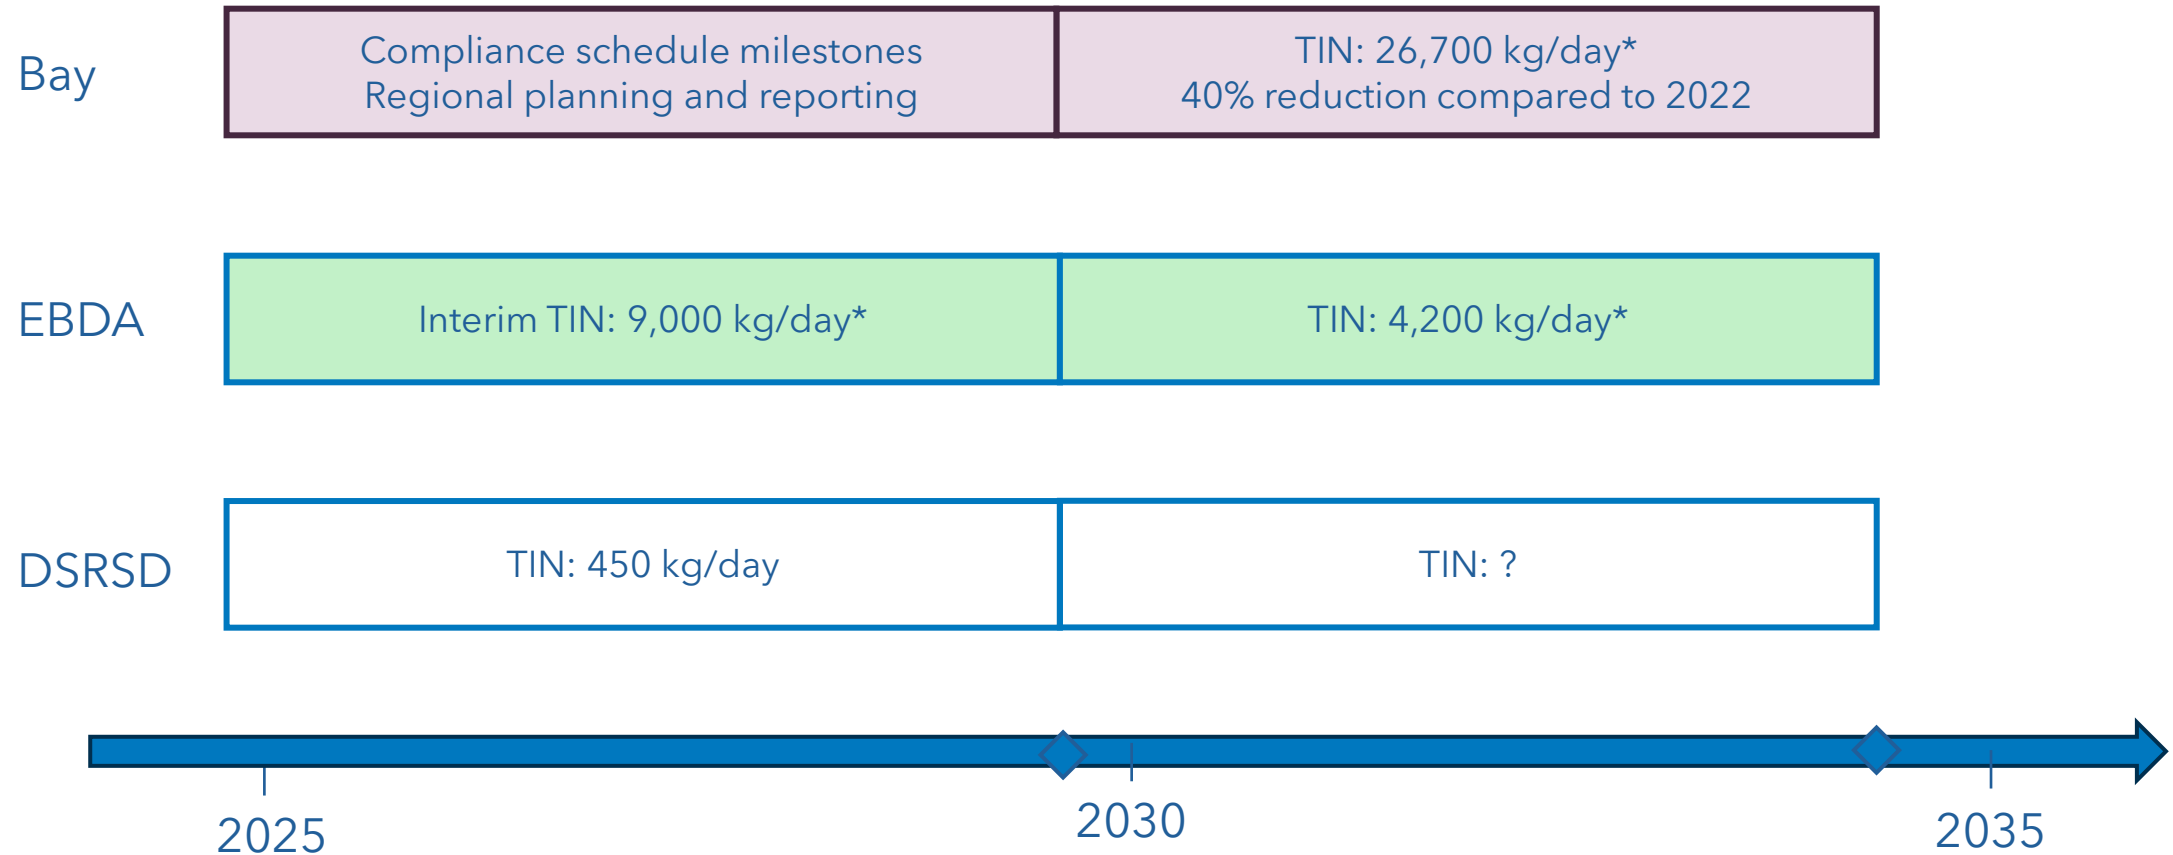 Bay
Compliance schedule milestones
Regional planning and reporting
TIN: 26,700 kg/day*
40% reduction compared to 2022
EBDA
Interim TIN: 9,000 kg/day*
TIN: 4,200 kg/day*
DSRSD
TIN: 450 kg/day
TIN: ?
2025
2030
2035